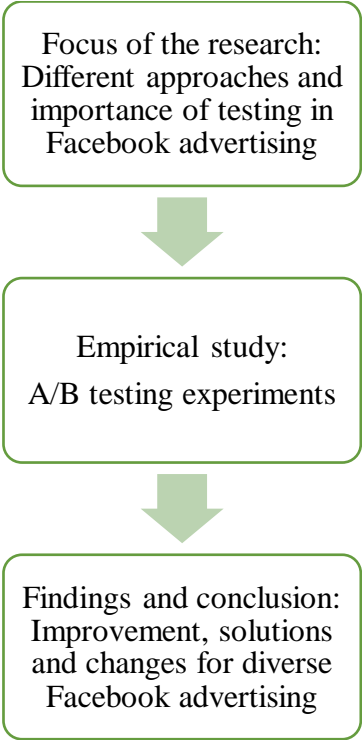 Focus of the research:
Different approaches and
importance of testing in
Facebook advertising
Empirical study:
A/B testing experiments
Findings and conclusion:
Improvement, solutions
and changes for diverse
Facebook advertising